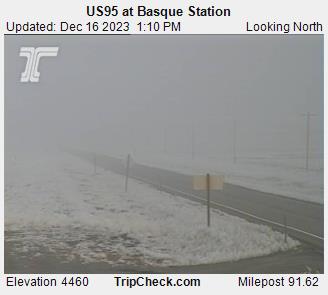 US95 at Basque Station
Updated: Dec 16 2023 1:10 PM Looking North
Elevation 4460 TripCheck.com Milepost 91.62